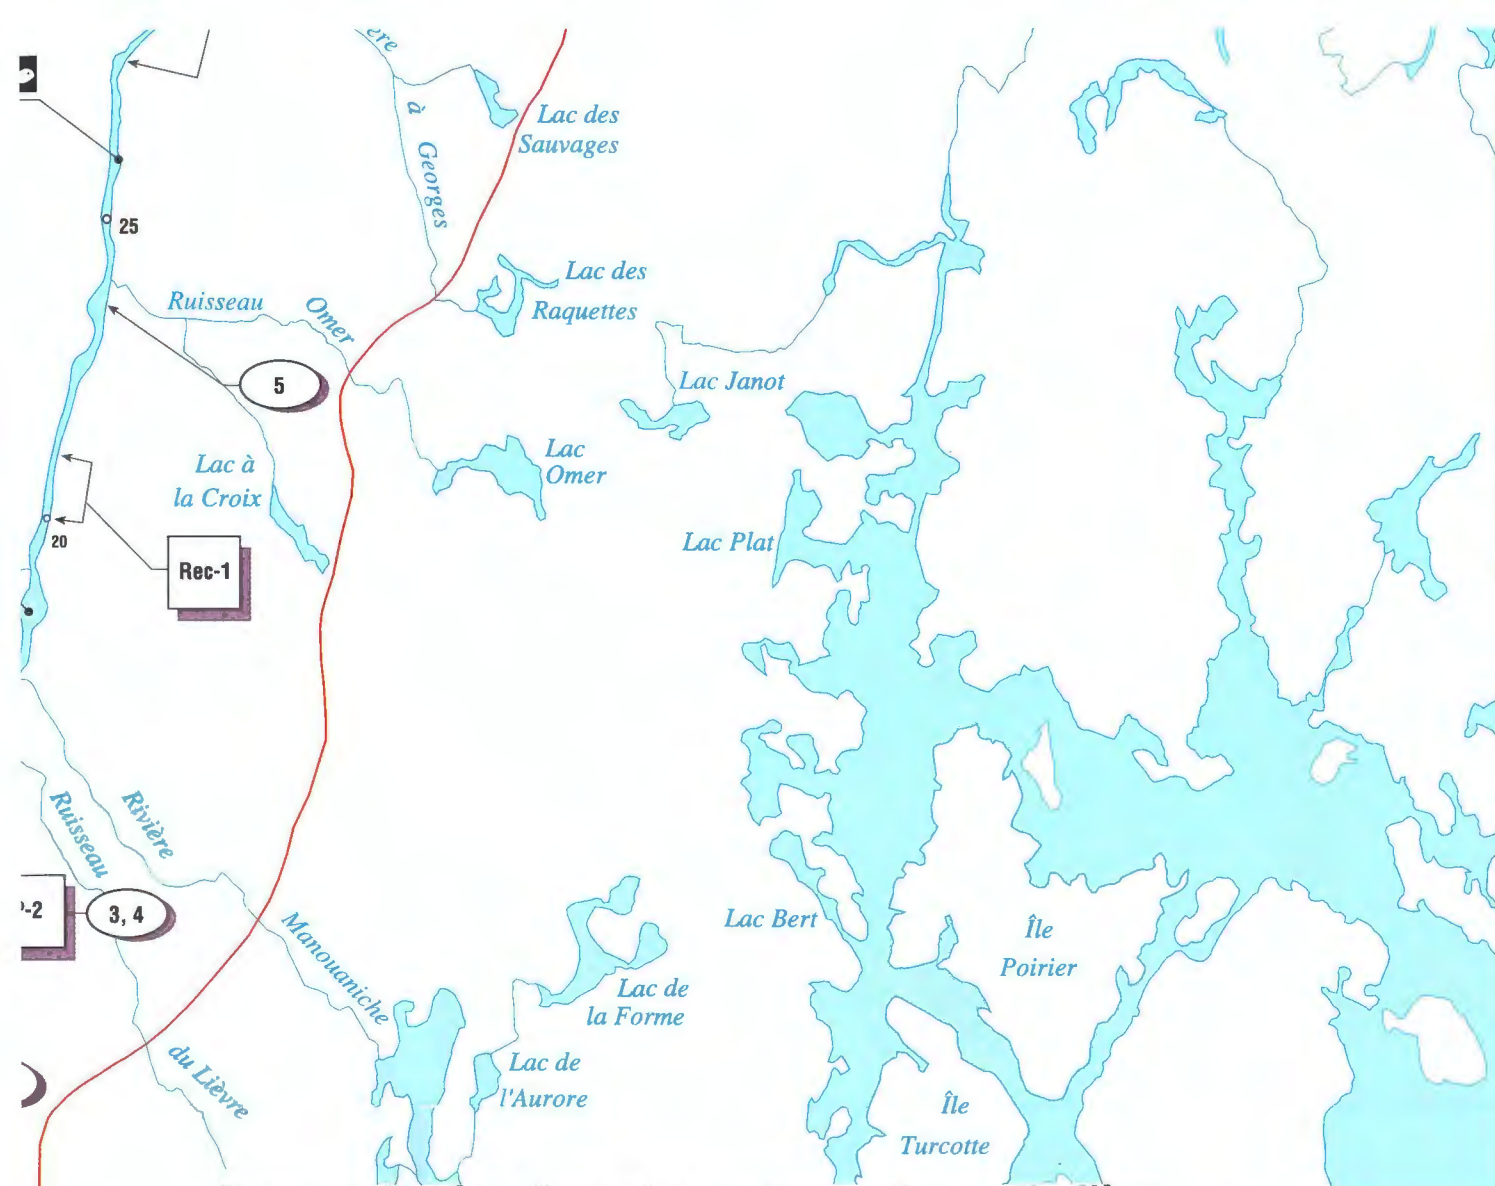 à
Georges
Lac des
Sauvages
25
Lac des
Raquettes
Ruisseau
Omer
5
Lac Janot
Lac
Omer
Lac à
la Croix
20
Rec-1
Lac Plat
Rivière
Ruisseau
-2
3, 4
Manouaniche
Lac Bert
Île
Poirier
Lac de
la Forme
Lac de
l'Aurore
du Lièvre
Île
Turcotte